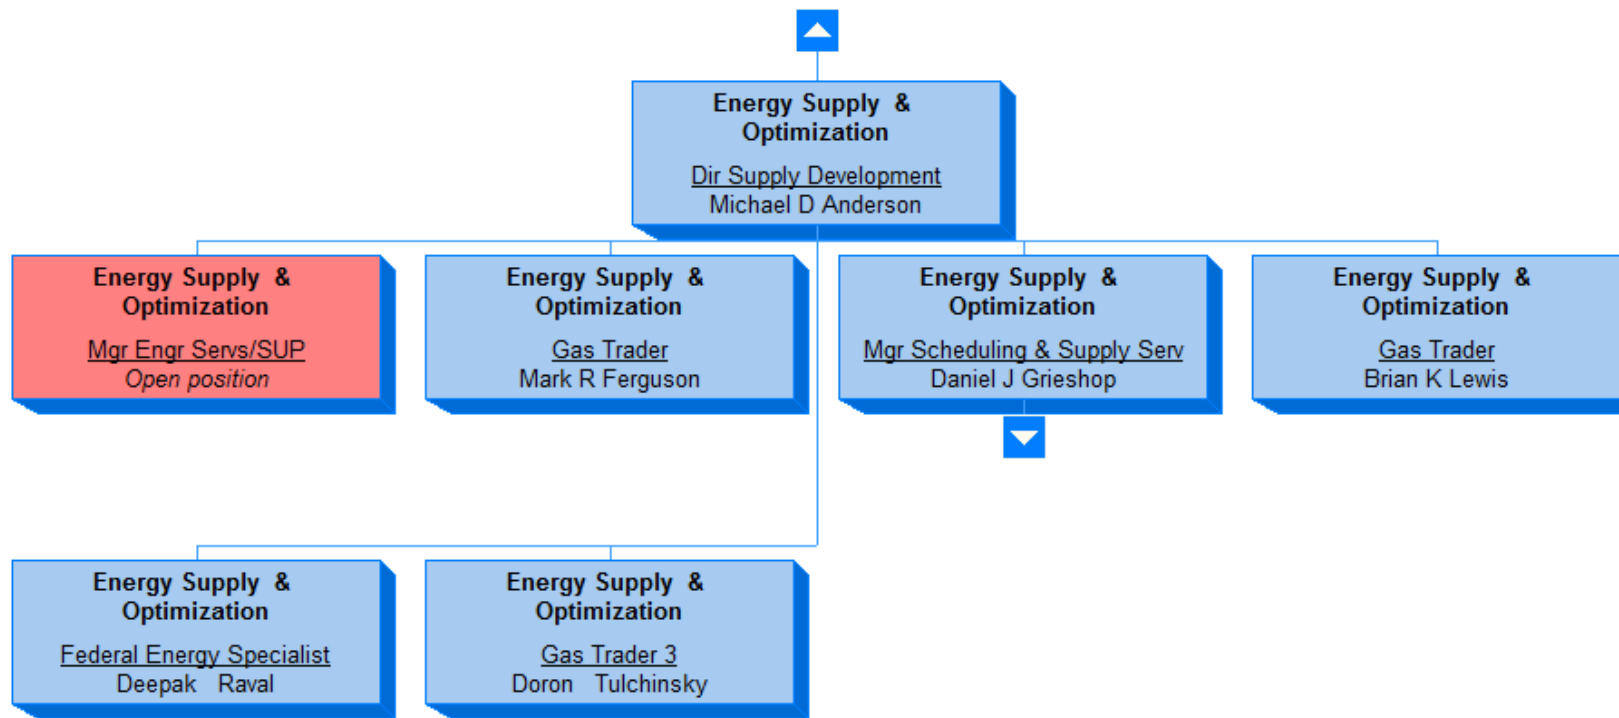 Energy Supply &
Optimization
Dir Supply Development
Michael D Anderson
Energy Supply &
Optimization
Mgr Engr Servs/SUP
Open position
Energy Supply &
Optimization
Gas Trader
Mark R Ferguson
Energy Supply &
Optimization
Mgr Scheduling & Supply Serv
Daniel J Grieshop
Energy Supply &
Optimization
Gas Trader
Brian K Lewis
Energy Supply &
Optimization
Federal Energy Specialist
Deepak Raval
Energy Supply &
Optimization
Gas Trader 3
Doron Tulchinsky